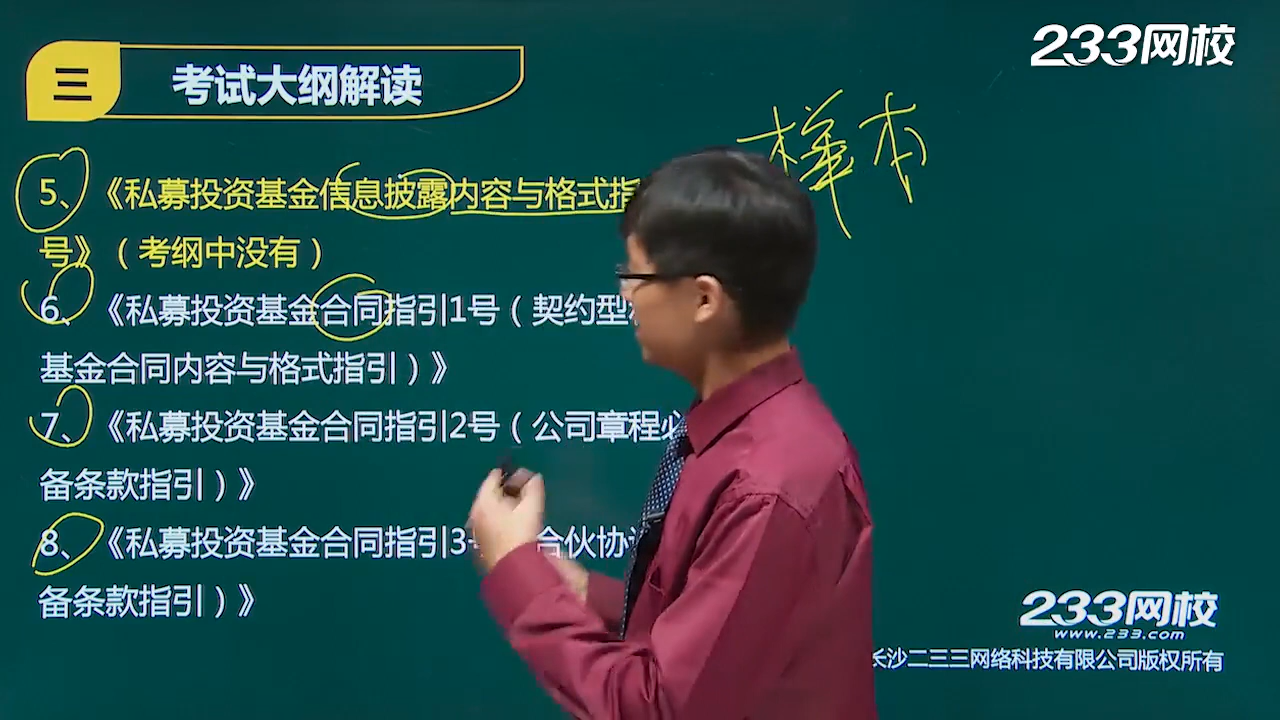 233网校
三 考试大纲解读
样本
5、《私募投资基金信息披露内容与格式指
号》（考纲中没有）
6、《私募投资基金合同指引1号（契约型
基金合同内容与格式指引）》
7、《私募投资基金合同指引2号（公司章程必
备条款指引）》
8、《私募投资基金合同指引3号 合伙协
备条款指引）》
233网校
www.233.com
长沙二三三网络科技有限公司版权所有